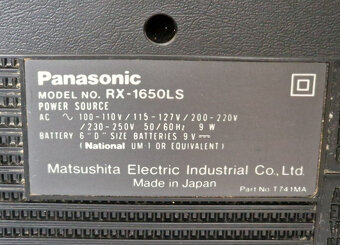 Panasonic
MODEL NO. RX-1650LS
POWER SOURCE
AC ∿ 100-110V/115-127V/200-220V
/230-250V 50/60Hz 9W
BATTERY 6"D" SIZE BATTERIES 9V⎓
(National UM-1 OR EQUIVALENT)
Matsushita Electric Industrial Co., Ltd.
Made in Japan
Part No. T741MA